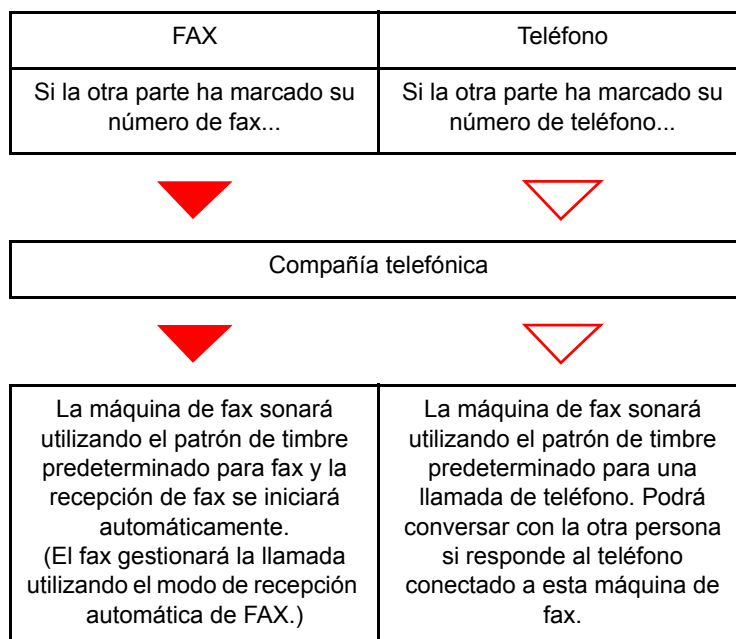 FAX
Teléfono
Si la otra parte ha marcado su
número de fax...
Si la otra parte ha marcado su
número de teléfono...
Compañía telefónica
La máquina de fax sonará
utilizando el patrón de timbre
predeterminado para fax y la
recepción de fax se iniciará
automáticamente.
(El fax gestionará la llamada
utilizando el modo de recepción
automática de FAX.)
La máquina de fax sonará
utilizando el patrón de timbre
predeterminado para una
llamada de teléfono. Podrá
conversar con la otra persona
si responde al teléfono
conectado a esta máquina de
fax.